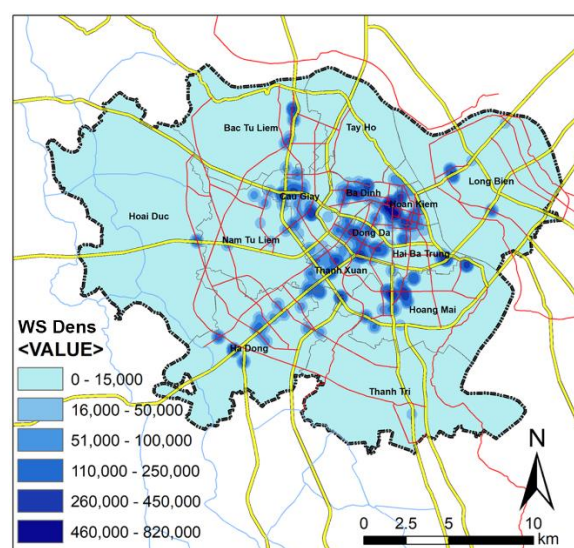 Bac Tu Liem
Tay Ho
Long Bien
Cau Giay
Ba Dinh
Hoan Kiem
Hoai Duc
Nam Tu Liem
Dong Da
Hai Ba Trung
Thanh Xuan
Hoang Mai
Ha Dong
Thanh Tri
WS Dens
<VALUE>
0 - 15,000
16,000 - 50,000
51,000 - 100,000
110,000 - 250,000
260,000 - 450,000
460,000 - 820,000
N
0 2.5 5 10
km